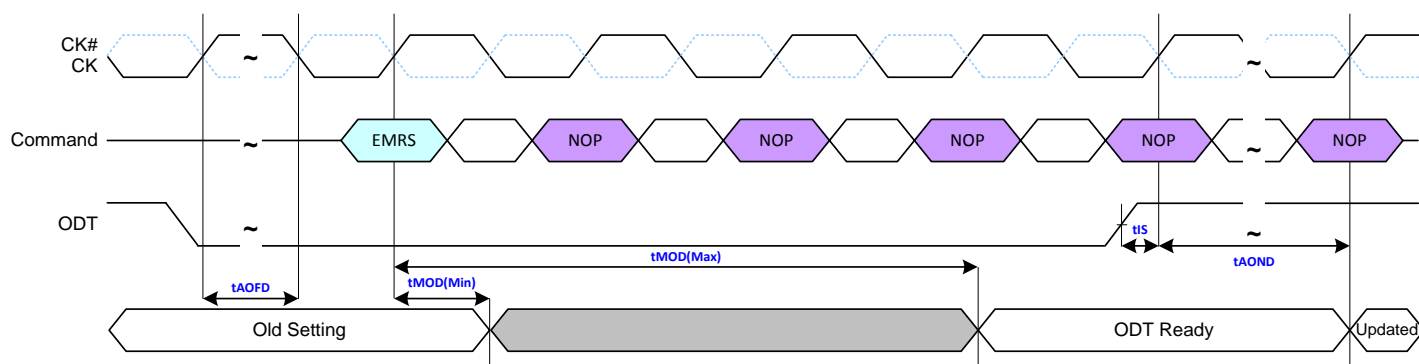 CK#
CK
~
~
Command
~
EMRS
NOP
NOP
NOP
NOP
~
NOP
ODT
~
tIS
~
tMOD(Max)
tAOND
tMOD(Min)
tAOFD
Old Setting
ODT Ready
Updated